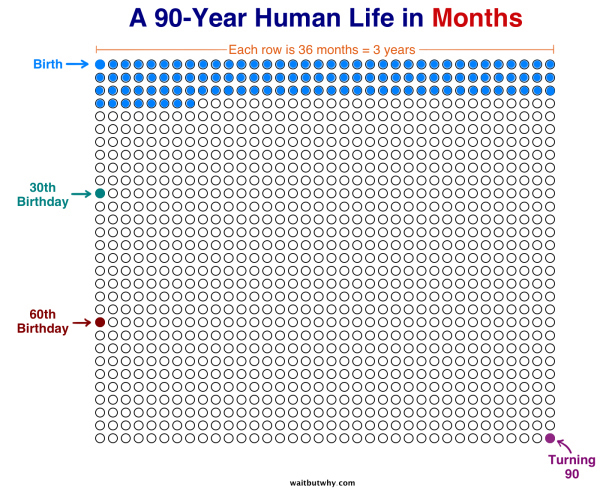 A 90-Year Human Life in Months
Each row is 36 months = 3 years
Birth
30th
Birthday
60th
Birthday
Turning
90
waitbutwhy.com